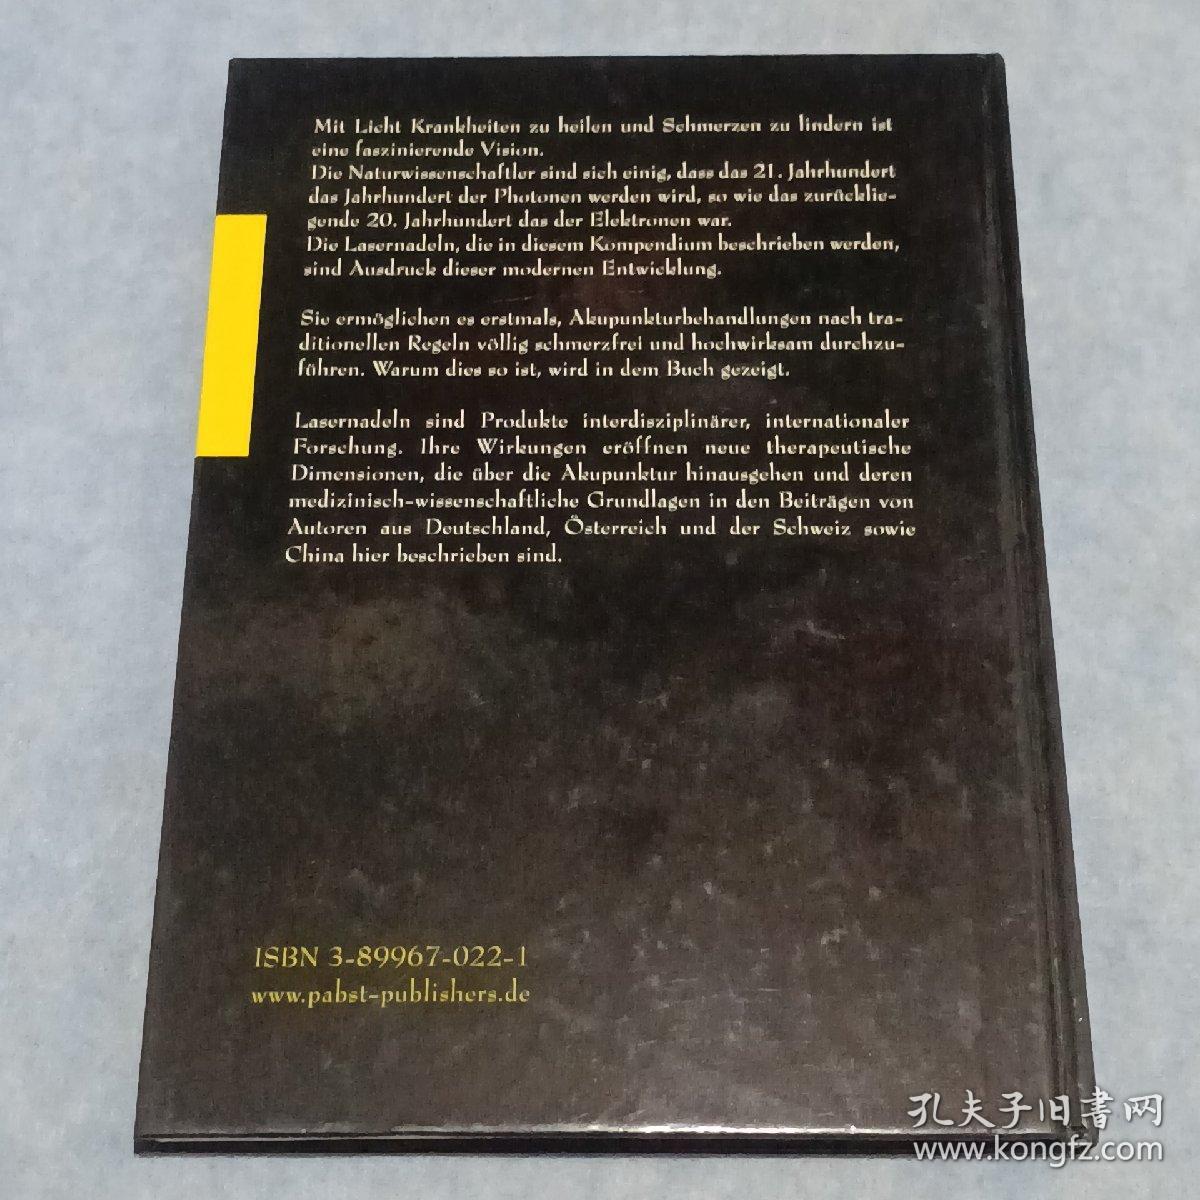 Mit Licht Krankheiten zu heilen und Schmerzen zu lindern ist
eine faszinierende Vision.
Die Naturwissenschaftler sind sich einig, dass das 21. Jahrhundert
das Jahrhundert der Photonen werden wird, so wie das zurücklie-
gende 20. Jahrhundert das der Elektronen war.
Die Lasernadeln, die in diesem Kompendium beschrieben werden,
sind Ausdruck dieser modernen Entwicklung.
Sie ermöglichen es erstmals, Akupunkturbehandlungen nach tra-
ditionellen Regeln völlig schmerzfrei und hochwirksam durchzu-
führen. Warum dies so ist, wird in dem Buch gezeigt.
Lasernadeln sind Produkte interdisziplinärer, internationaler
Forschung. Ihre Wirkungen eröffnen neue therapeutische
Dimensionen, die über die Akupunktur hinausgehen und deren
medizinisch-wissenschaftliche Grundlagen in den Beiträgen von
Autoren aus Deutschland, Österreich und der Schweiz sowie
China hier beschrieben sind.
ISBN 3-89967-022-1
www.pabst-publishers.de
孔夫子旧書网
www.kongfz.com